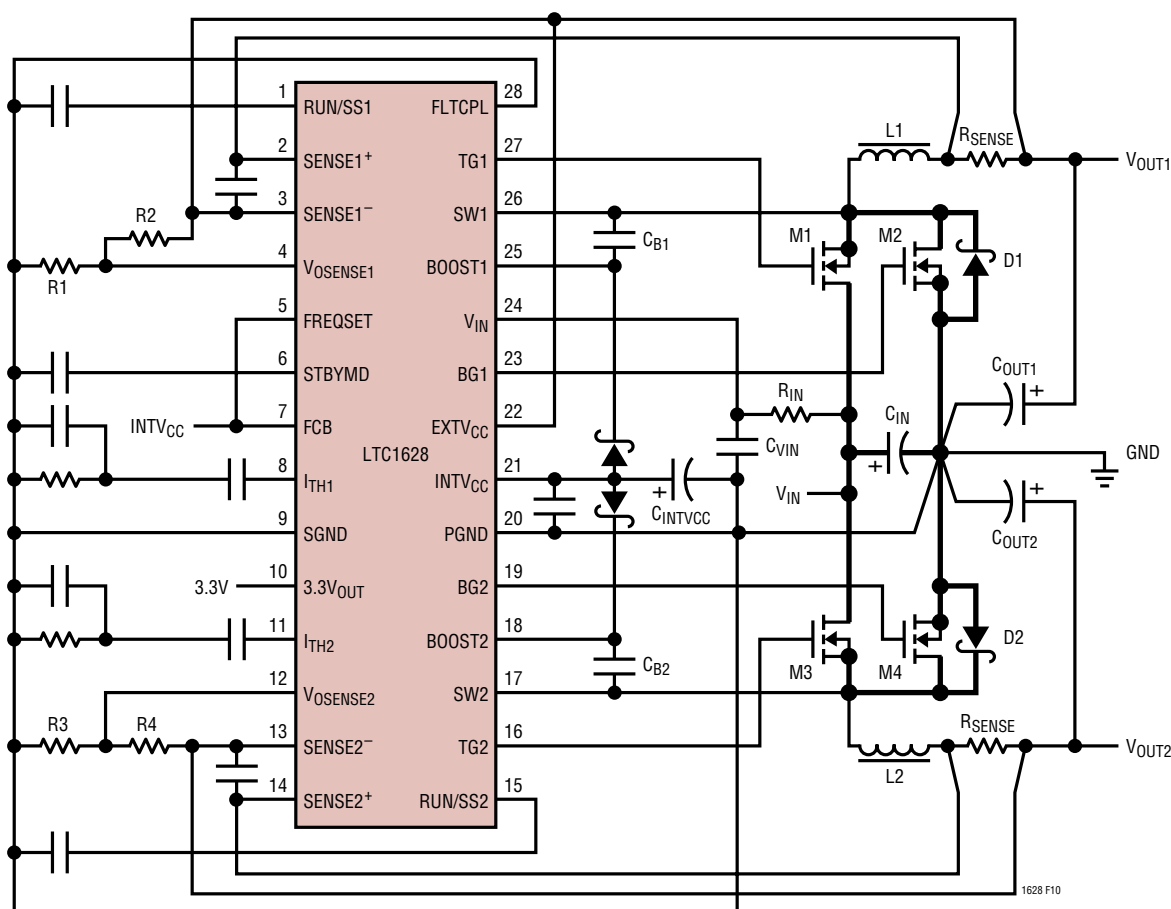 1
RUN/SS1
FLTCPL
28
2
SENSE1+
TG1
27
3
SENSE1–
SW1
26
4
VOSENSE1
BOOST1
25
5
FREQSET
VIN
24
6
STBYMD
BG1
23
7
FCB
EXTVCC
22
8
ITH1
INTVCC
21
9
SGND
PGND
20
10
3.3VOUT
BG2
19
11
ITH2
BOOST2
18
12
VOSENSE2
SW2
17
13
SENSE2–
TG2
16
14
SENSE2+
RUN/SS2
15
LTC1628
R2
R1
INTVCC
3.3V
R3
R4
L1
RSENSE
VOUT1
CB1
M1
M2
D1
RIN
CVIN
COUT1
+
CIN
+
GND
VIN
+
CINTVCC
+
COUT2
M3
M4
D2
CB2
L2
RSENSE
VOUT2
1628 F10